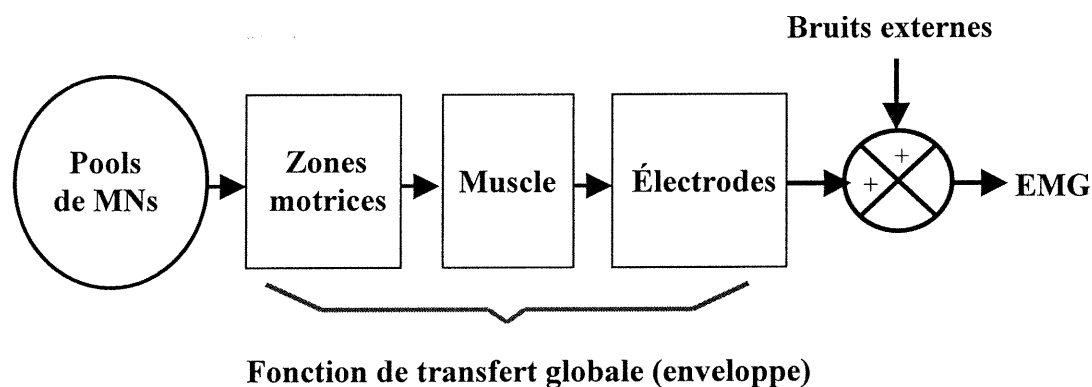 Bruits externes
Pools
de MNs
Zones
motrices
Muscle
Électrodes
+
+
EMG
Fonction de transfert globale (enveloppe)